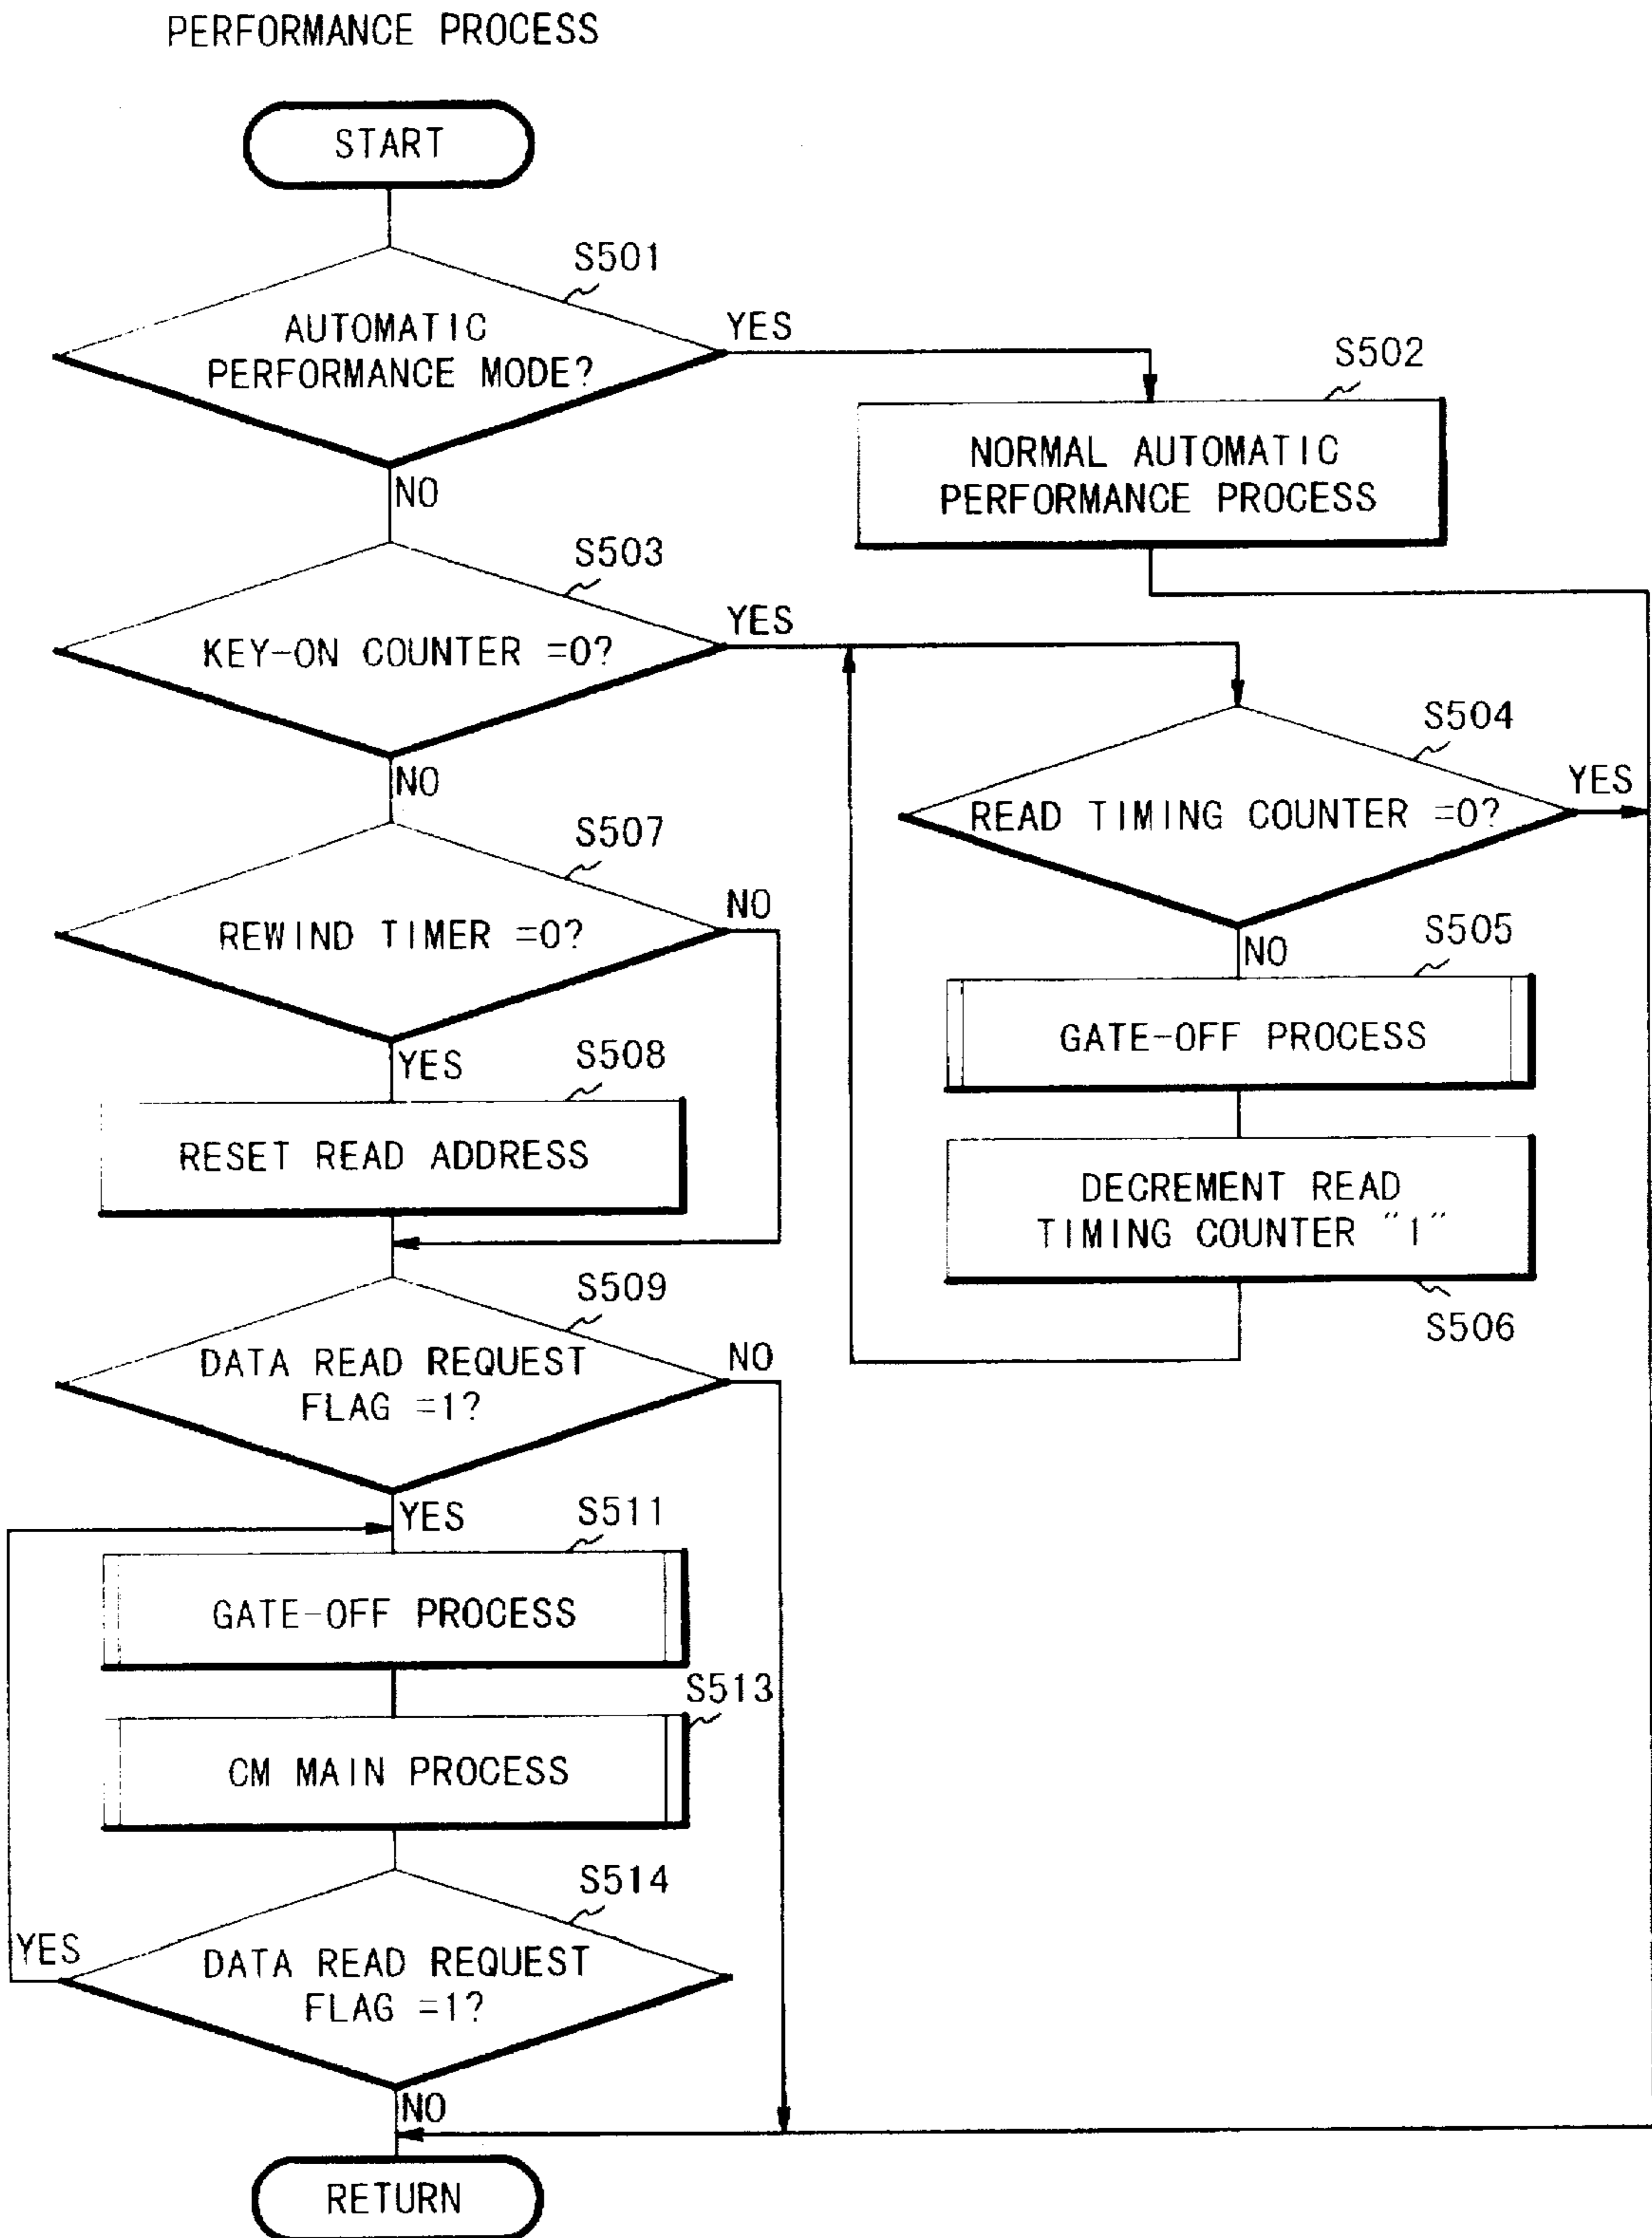 PERFORMANCE PROCESS
START
S501
AUTOMATIC
PERFORMANCE MODE?
YES
NO
S502
NORMAL AUTOMATIC
PERFORMANCE PROCESS
S503
KEY-ON COUNTER =0?
YES
NO
S504
READ TIMING COUNTER =0?
YES
NO
S505
GATE-OFF PROCESS
DECREMENT READ
TIMING COUNTER "1"
S506
S507
REWIND TIMER =0?
NO
YES
S508
RESET READ ADDRESS
S509
DATA READ REQUEST
FLAG =1?
NO
YES
S511
GATE-OFF PROCESS
S513
CM MAIN PROCESS
S514
DATA READ REQUEST
FLAG =1?
YES
NO
RETURN